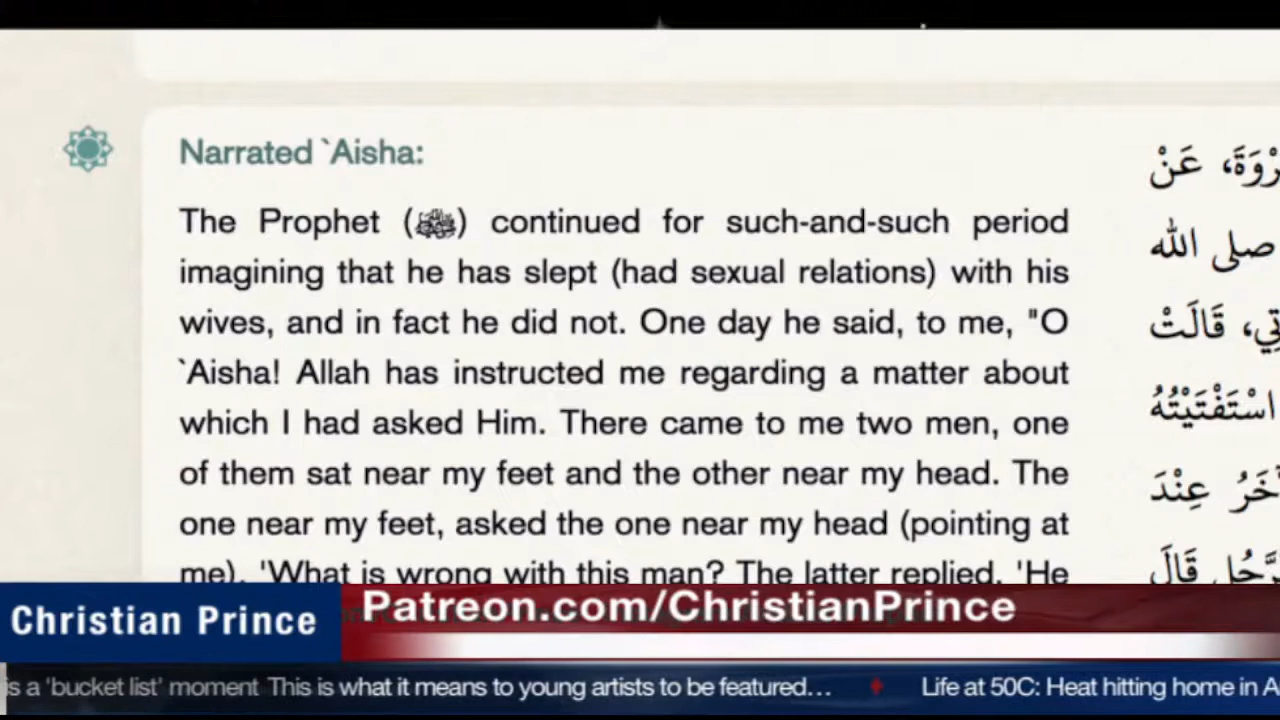 Narrated `Aisha:
The Prophet (ﷺ) continued for such-and-such period
imagining that he has slept (had sexual relations) with his
wives, and in fact he did not. One day he said, to me, "O
`Aisha! Allah has instructed me regarding a matter about
which I had asked Him. There came to me two men, one
of them sat near my feet and the other near my head. The
one near my feet, asked the one near my head (pointing at
me), 'What is wrong with this man? The latter replied, 'He
عَنْ
صلى الله
قَالَتْ
اسْتَفْتَيْتُهُ
عِنْدَ
قَالَ
Christian Prince
Patreon.com/ChristianPrince
is a 'bucket list' moment This is what it means to young artists to be featured... Life at 50C: Heat hitting home in